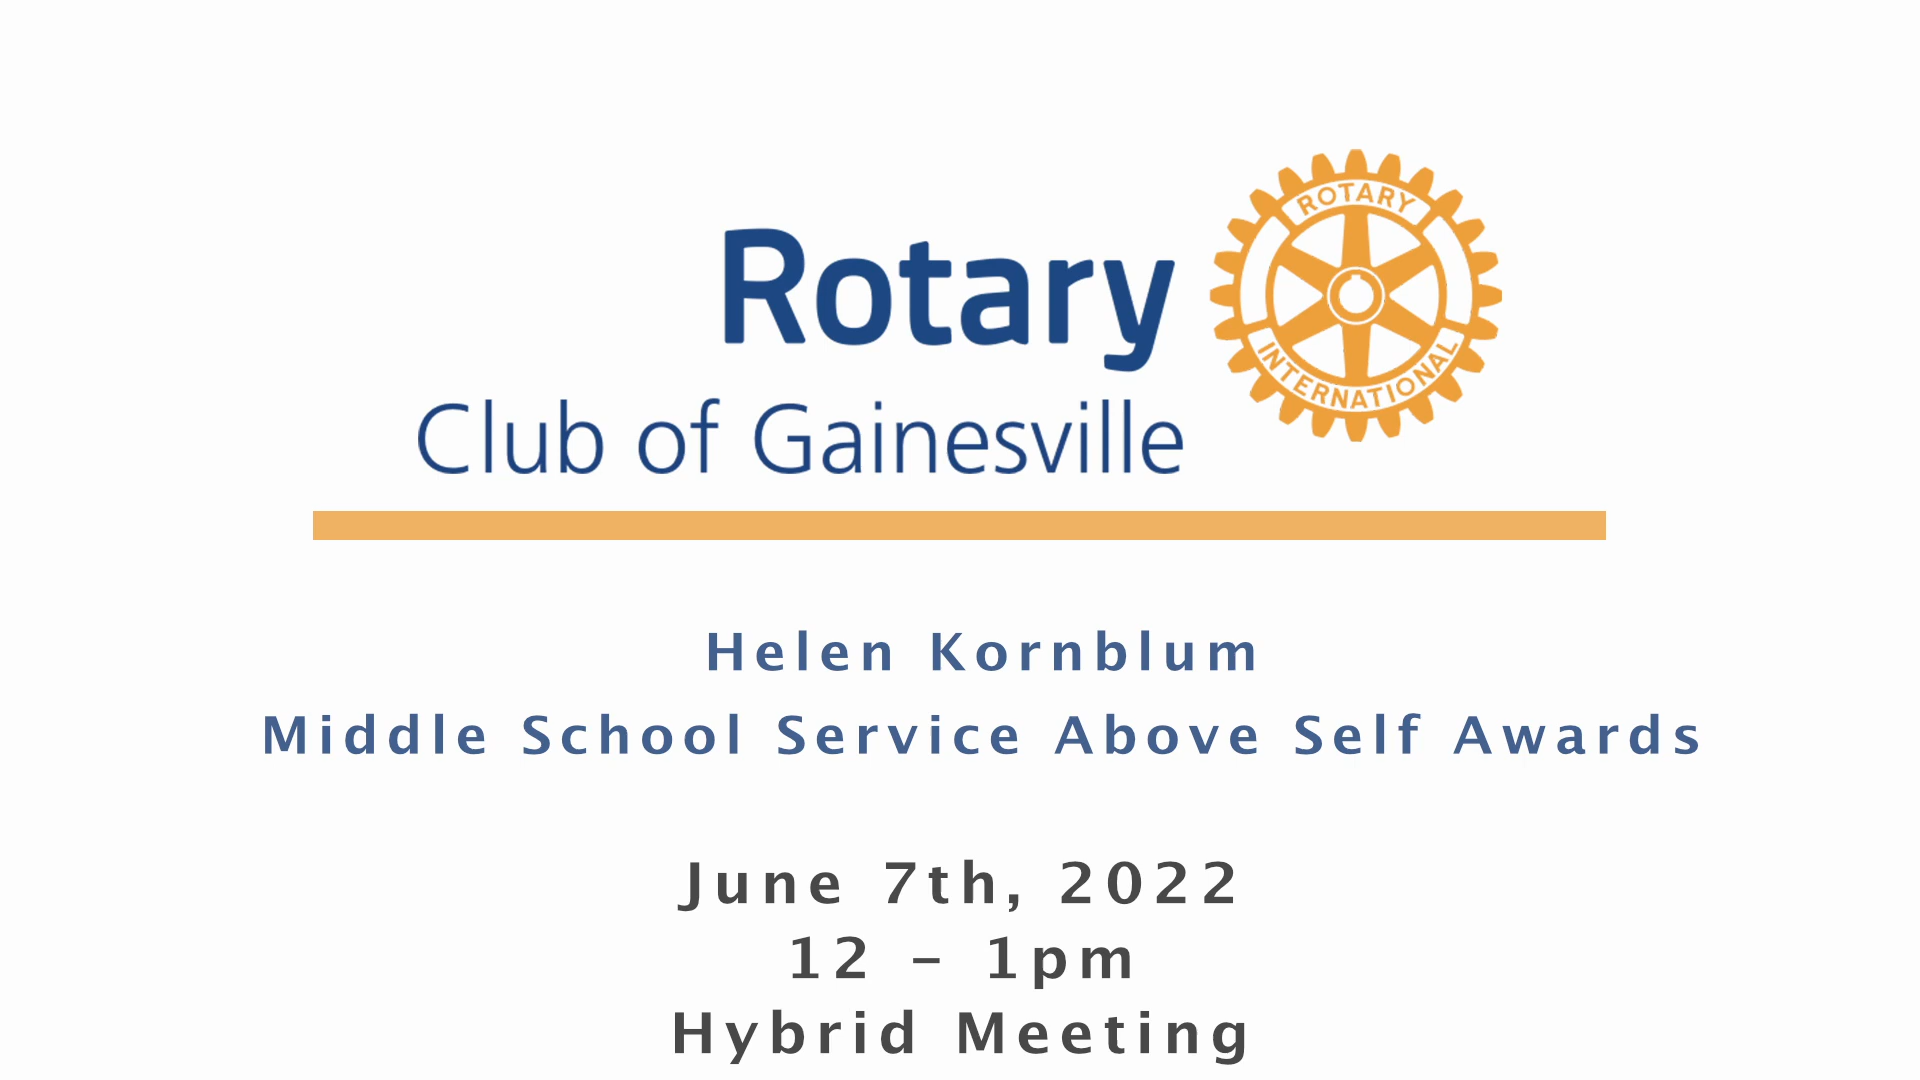 Rotary
ROTARY
INTERNATIONAL
Club of Gainesville
Helen Kornblum
Middle School Service Above Self Awards
June 7th, 2022
12 – 1pm
Hybrid Meeting